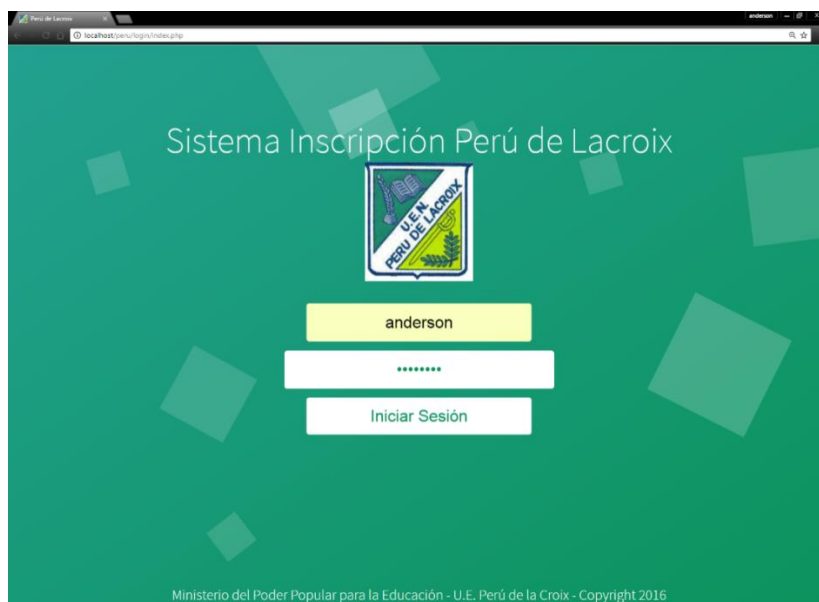 Perú de Lacroix
anderson
localhost/peru/login/index.php
Sistema Inscripción Perú de Lacroix
U.E.N.
PERU DE LACROIX
anderson
••••••••
Iniciar Sesión
Ministerio del Poder Popular para la Educación - U.E. Perú de la Croix - Copyright 2016